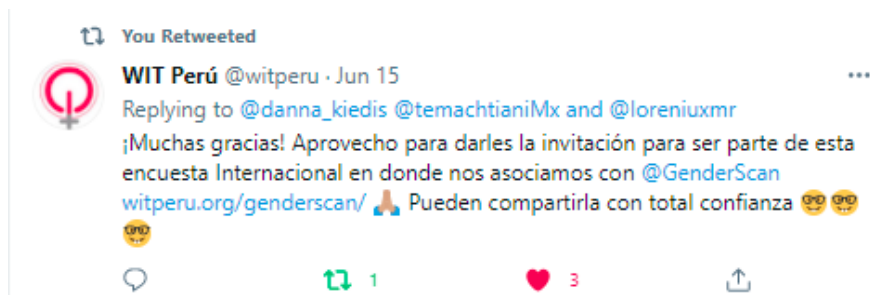 You Retweeted
WIT Perú @witperu · Jun 15
Replying to @danna_kiedis @temachtianiMx and @loreniuxmr
¡Muchas gracias! Aprovecho para darles la invitación para ser parte de esta
encuesta Internacional en donde nos asociamos con @GenderScan
witperu.org/genderscan/ 🙏🏽 Pueden compartirla con total confianza 🤓🤓
🤓
1 3